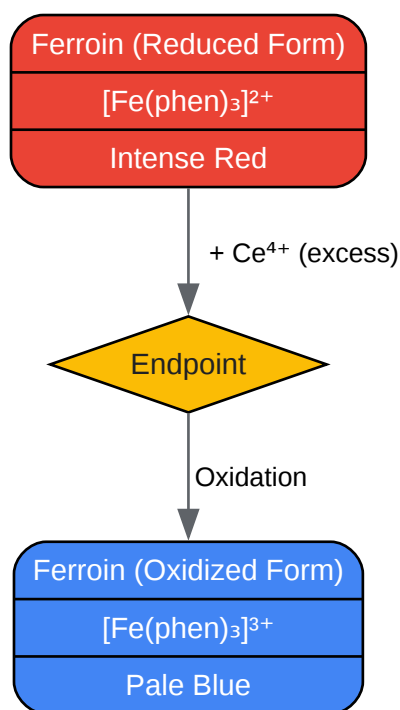 Ferroin (Reduced Form)
[Fe(phen)₃]²⁺
Intense Red
+ Ce⁴⁺ (excess)
Endpoint
Oxidation
Ferroin (Oxidized Form)
[Fe(phen)₃]³⁺
Pale Blue